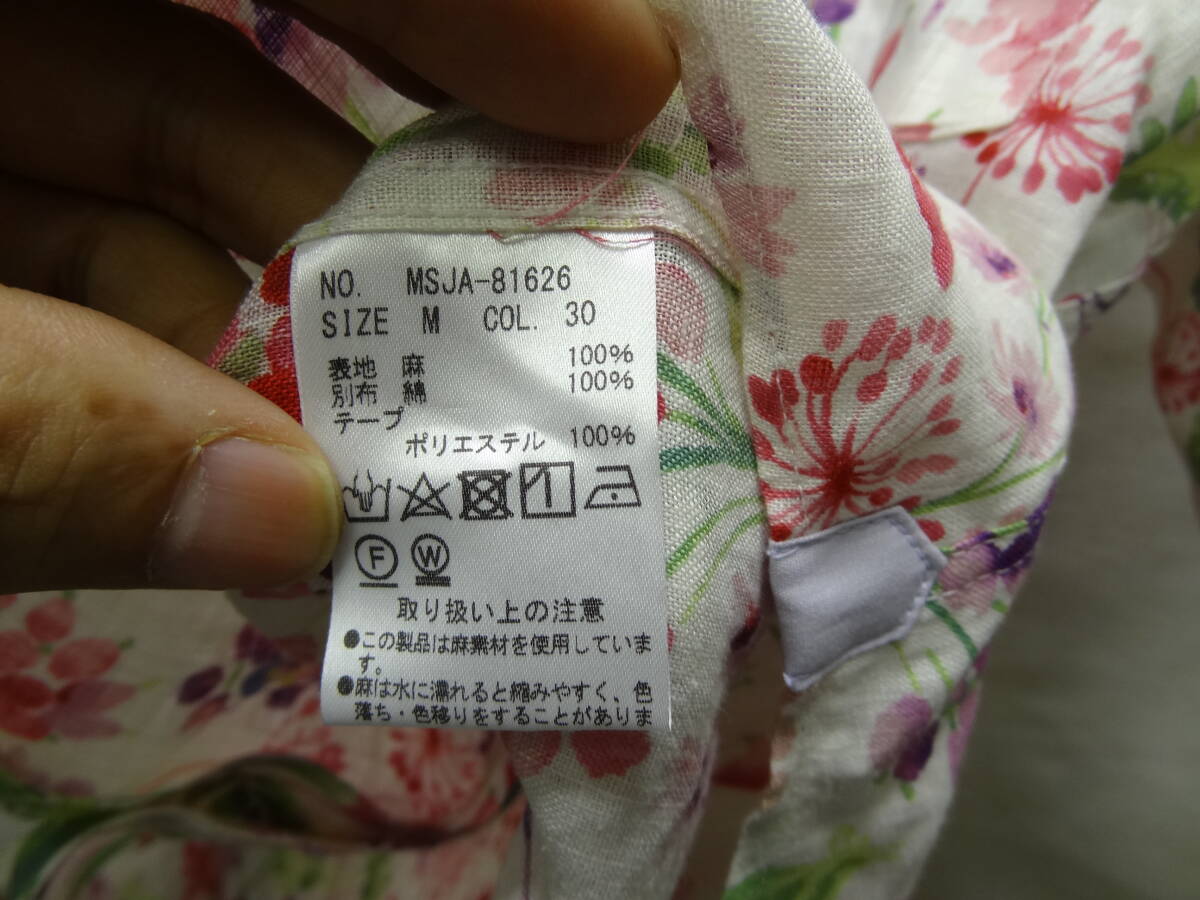 NO. MSJA-81626
SIZE M COL. 30
表地 麻 100%
別布 綿 100%
テープ
ポリエステル 100%
F W
取り扱い上の注意
●この製品は麻素材を使用していま
す。
●麻は水に濡れると縮みやすく、色
落ち・色移りをすることがありま